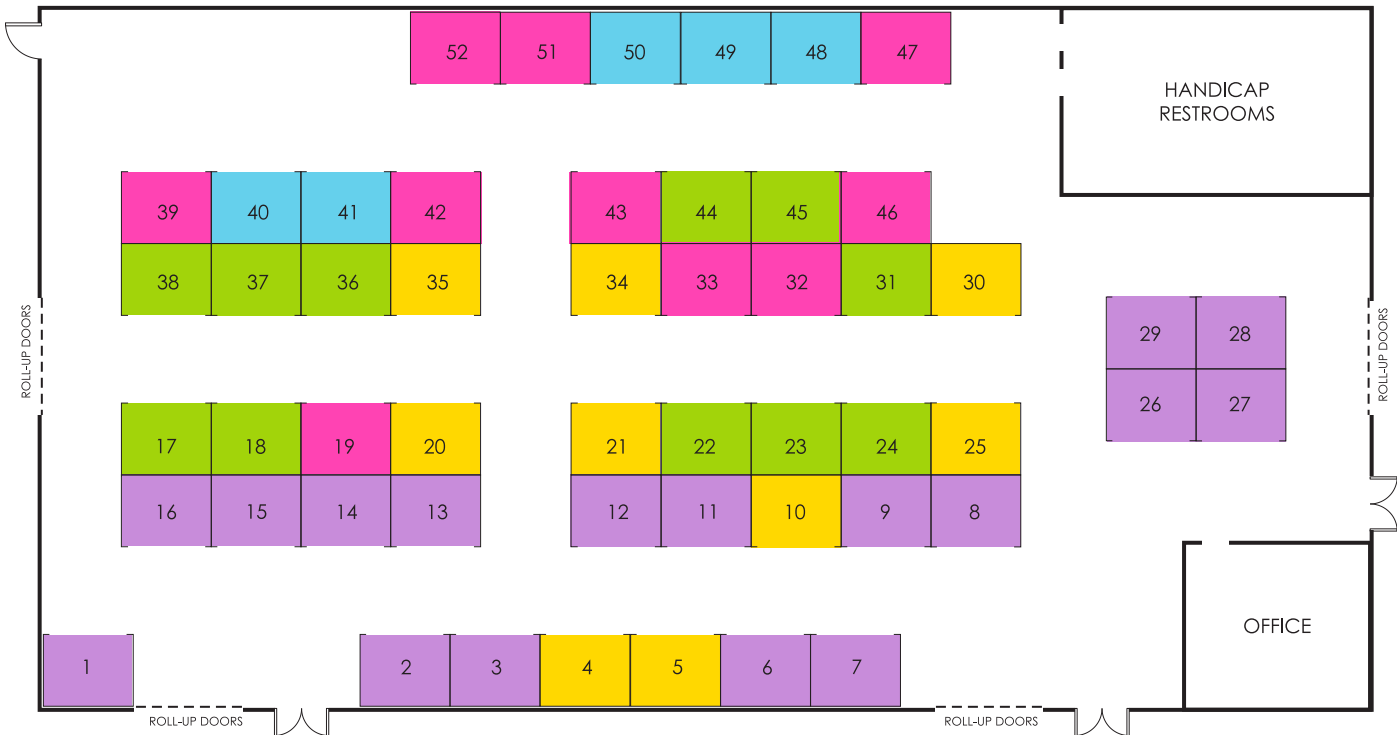 52 51 50 49 48 47
HANDICAP
RESTROOMS
39 40 41 42 43 44 45 46
38 37 36 35 34 33 32 31 30
ROLL-UP DOORS
29 28
ROLL-UP DOORS
26 27
17 18 19 20 21 22 23 24 25
16 15 14 13 12 11 10 9 8
OFFICE
1 2 3 4 5 6 7
ROLL-UP DOORS
ROLL-UP DOORS